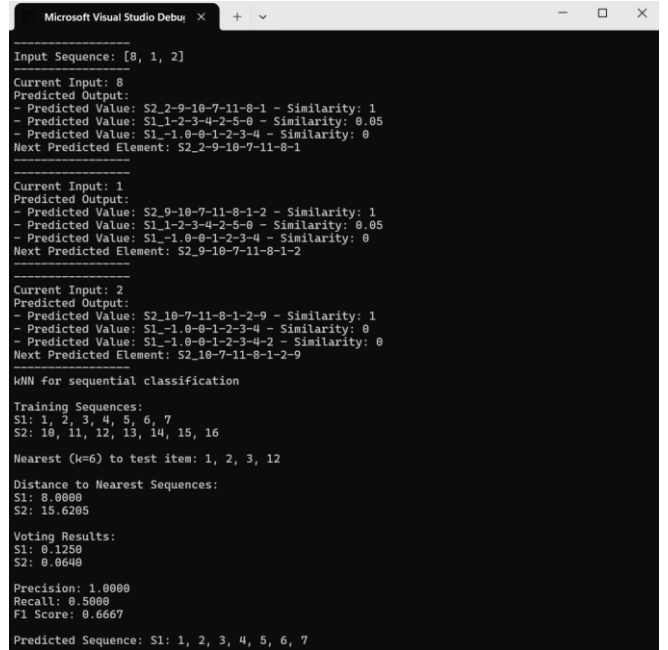 Microsoft Visual Studio Debug
-----------------
Input Sequence: [8, 1, 2]
-----------------
Current Input: 8
Predicted Output:
- Predicted Value: S2_2-9-10-7-11-8-1 - Similarity: 1
- Predicted Value: S1_1-2-3-4-2-5-0 - Similarity: 0.05
- Predicted Value: S1_-1.0-0-1-2-3-4 - Similarity: 0
Next Predicted Element: S2_2-9-10-7-11-8-1
-----------------
-----------------
Current Input: 1
Predicted Output:
- Predicted Value: S2_9-10-7-11-8-1-2 - Similarity: 1
- Predicted Value: S1_1-2-3-4-2-5-0 - Similarity: 0.05
- Predicted Value: S1_-1.0-0-1-2-3-4 - Similarity: 0
Next Predicted Element: S2_9-10-7-11-8-1-2
-----------------
-----------------
Current Input: 2
Predicted Output:
- Predicted Value: S2_10-7-11-8-1-2-9 - Similarity: 1
- Predicted Value: S1_-1.0-0-1-2-3-4 - Similarity: 0
- Predicted Value: S1_-1.0-0-1-2-3-4-2 - Similarity: 0
Next Predicted Element: S2_10-7-11-8-1-2-9
-----------------
kNN for sequential classification
Training Sequences:
S1: 1, 2, 3, 4, 5, 6, 7
S2: 10, 11, 12, 13, 14, 15, 16
Nearest (k=6) to test item: 1, 2, 3, 12
Distance to Nearest Sequences:
S1: 8.0000
S2: 15.6205
Voting Results:
S1: 0.1250
S2: 0.0640
Precision: 1.0000
Recall: 0.5000
F1 Score: 0.6667
Predicted Sequence: S1: 1, 2, 3, 4, 5, 6, 7